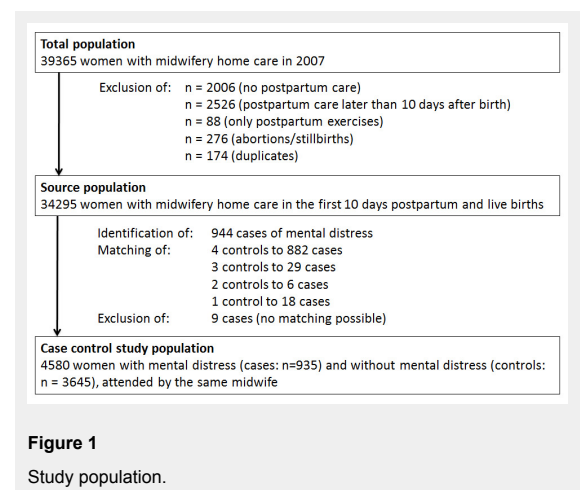 Total population
39365 women with midwifery home care in 2007
Exclusion of: n = 2006 (no postpartum care)
n = 2526 (postpartum care later than 10 days after birth)
n = 88 (only postpartum exercises)
n = 276 (abortions/stillbirths)
n = 174 (duplicates)
Source population
34295 women with midwifery home care in the first 10 days postpartum and live births
Identification of: 944 cases of mental distress
Matching of: 4 controls to 882 cases
3 controls to 29 cases
2 controls to 6 cases
1 control to 18 cases
Exclusion of: 9 cases (no matching possible)
Case control study population
4580 women with mental distress (cases: n=935) and without mental distress (controls:
n = 3645), attended by the same midwife
Figure 1
Study population.